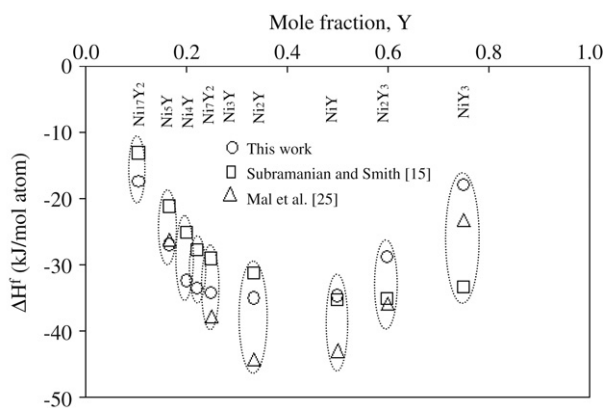 Mole fraction, Y
0.0 0.2 0.4 0.6 0.8 1.0
0
-10
-20
-30
-40
-50
ΔHᶠ (kJ/mol atom)
Ni₁₇Y₂
Ni₅Y
Ni₄Y
Ni₇Y₂
Ni₃Y
Ni₂Y
NiY
Ni₂Y₃
NiY₃
This work
Subramanian and Smith [15]
Mal et al. [25]